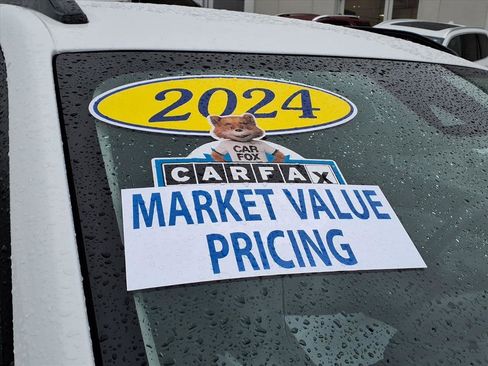 2024
CAR
FOX
CARFAX
MARKET VALUE
PRICING